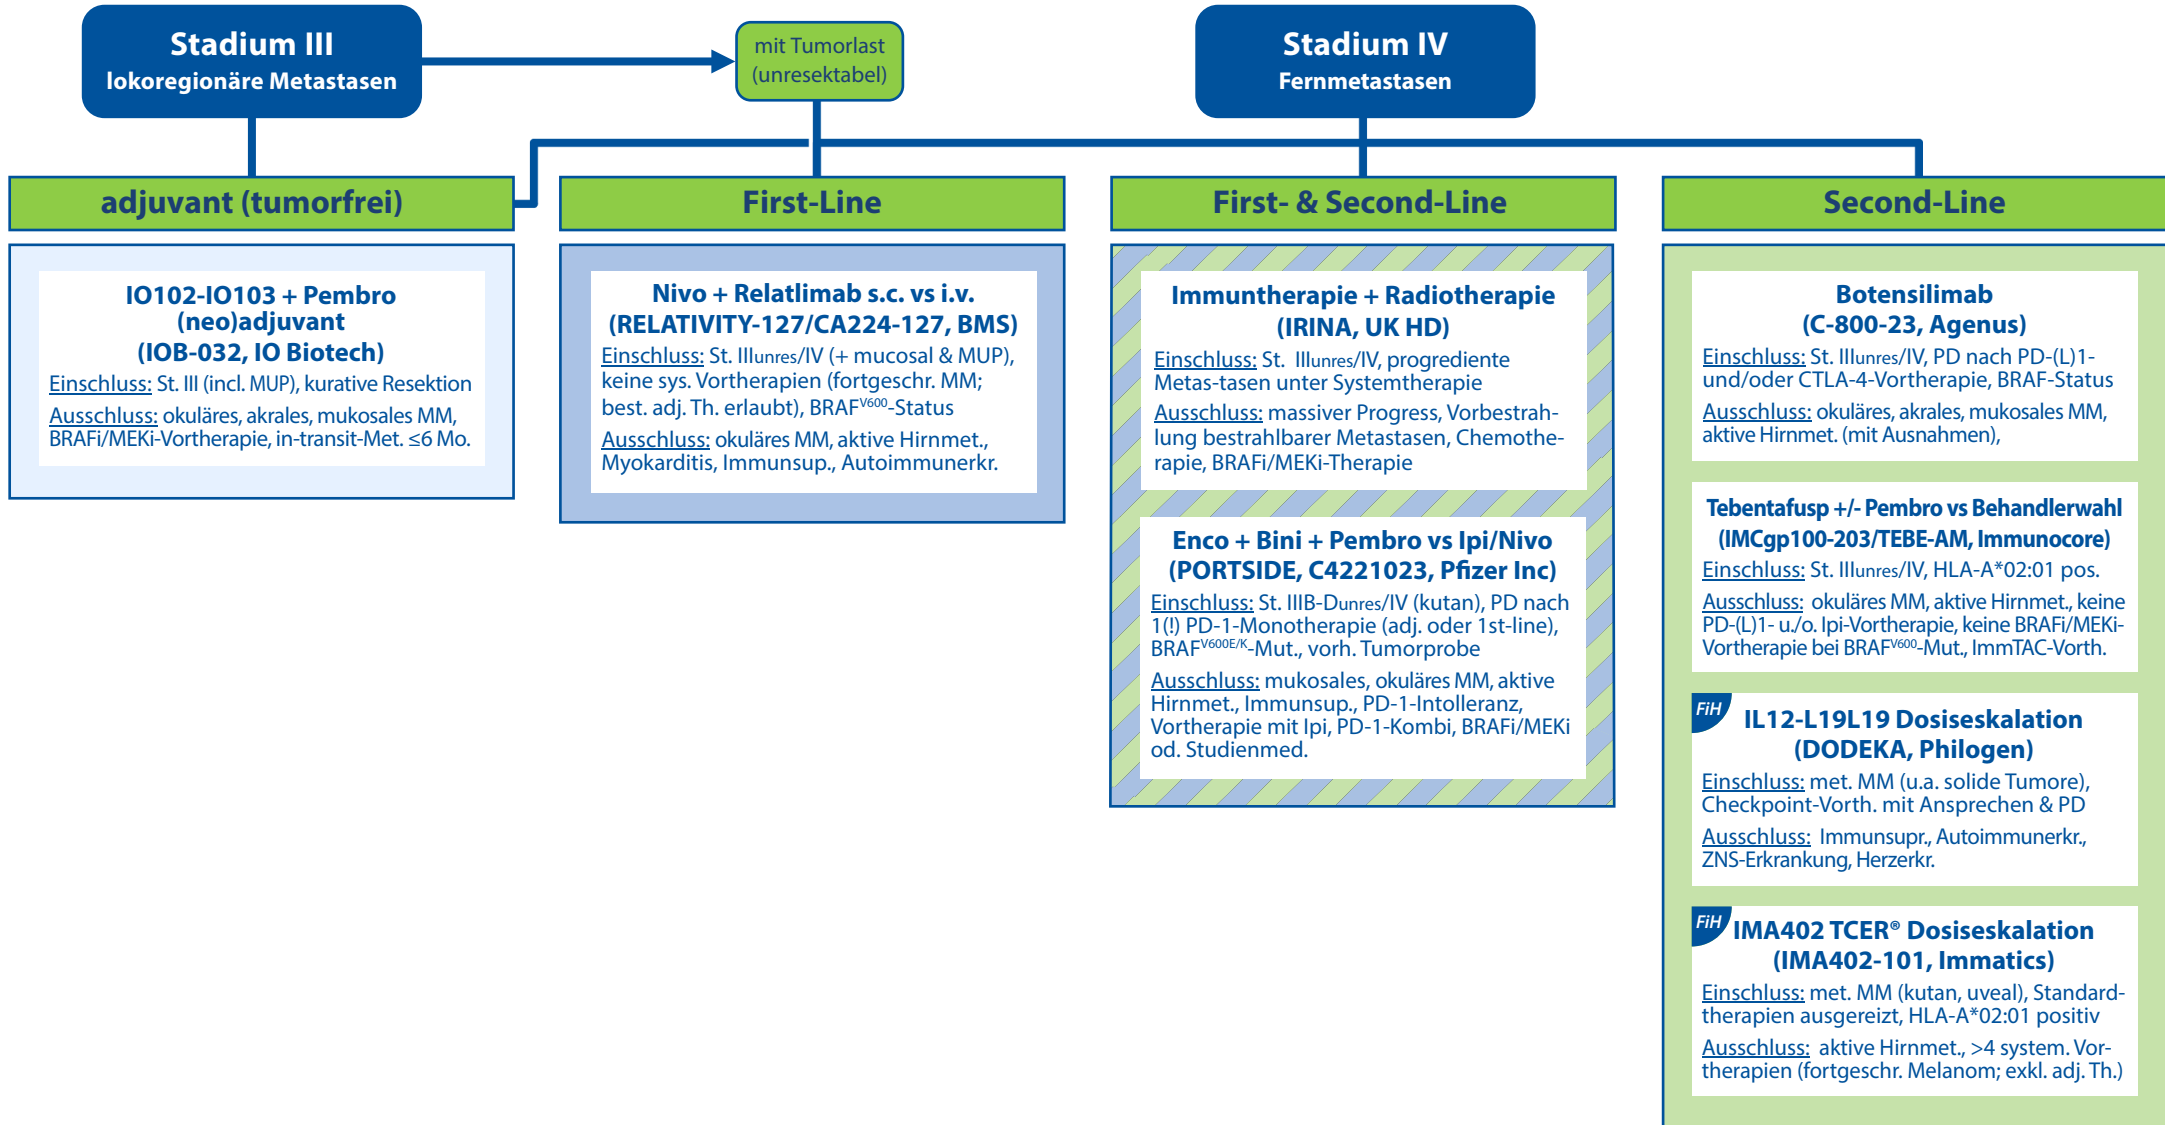 Stadium III
lokoregionäre Metastasen
mit Tumorlast
(unresektabel)
Stadium IV
Fernmetastasen
adjuvant (tumorfrei)
IO102-IO103 + Pembro
(neo)adjuvant
(IOB-032, IO Biotech)
Einschluss: St. III (incl. MUP), kurative Resektion
Ausschluss: okuläres, akrales, mukosales MM,
BRAFi/MEKi-Vortherapie, in-transit-Met. ≤6 Mo.
First-Line
Nivo + Relatlimab s.c. vs i.v.
(RELATIVITY-127/CA224-127, BMS)
Einschluss: St. IIIunres/IV (+ mucosal & MUP),
keine sys. Vortherapien (fortgeschr. MM;
best. adj. Th. erlaubt), BRAFV600-Status
Ausschluss: okuläres MM, aktive Hirnmet.,
Myokarditis, Immunsup., Autoimmunerkr.
First- & Second-Line
Immuntherapie + Radiotherapie
(IRINA, UK HD)
Einschluss: St. IIIunres/IV, progrediente
Metas-tasen unter Systemtherapie
Ausschluss: massiver Progress, Vorbestrah-
lung bestrahlbarer Metastasen, Chemothe-
rapie, BRAFi/MEKi-Therapie
Enco + Bini + Pembro vs Ipi/Nivo
(PORTSIDE, C4221023, Pfizer Inc)
Einschluss: St. IIIB-Dunres/IV (kutan), PD nach
1(!) PD-1-Monotherapie (adj. oder 1st-line),
BRAFV600E/K-Mut., vorh. Tumorprobe
Ausschluss: mukosales, okuläres MM, aktive
Hirnmet., Immunsup., PD-1-Intolleranz,
Vortherapie mit Ipi, PD-1-Kombi, BRAFi/MEKi
od. Studienmed.
Second-Line
Botensilimab
(C-800-23, Agenus)
Einschluss: St. IIIunres/IV, PD nach PD-(L)1-
und/oder CTLA-4-Vortherapie, BRAF-Status
Ausschluss: okuläres, akrales, mukosales MM,
aktive Hirnmet. (mit Ausnahmen),
Tebentafusp +/- Pembro vs Behandlerwahl
(IMCgp100-203/TEBE-AM, Immunocore)
Einschluss: St. IIIunres/IV, HLA-A*02:01 pos.
Ausschluss: okuläres MM, aktive Hirnmet., keine
PD-(L)1- u./o. Ipi-Vortherapie, keine BRAFi/MEKi-
Vortherapie bei BRAFV600-Mut., ImmTAC-Vorth.
FiH
IL12-L19L19 Dosiseskalation
(DODEKA, Philogen)
Einschluss: met. MM (u.a. solide Tumore),
Checkpoint-Vorth. mit Ansprechen & PD
Ausschluss: Immunsupr., Autoimmunerkr.,
ZNS-Erkrankung, Herzerkr.
FiH
IMA402 TCER® Dosiseskalation
(IMA402-101, Immatics)
Einschluss: met. MM (kutan, uveal), Standard-
therapien ausgereizt, HLA-A*02:01 positiv
Ausschluss: aktive Hirnmet., >4 system. Vor-
therapien (fortgeschr. Melanom; exkl. adj. Th.)